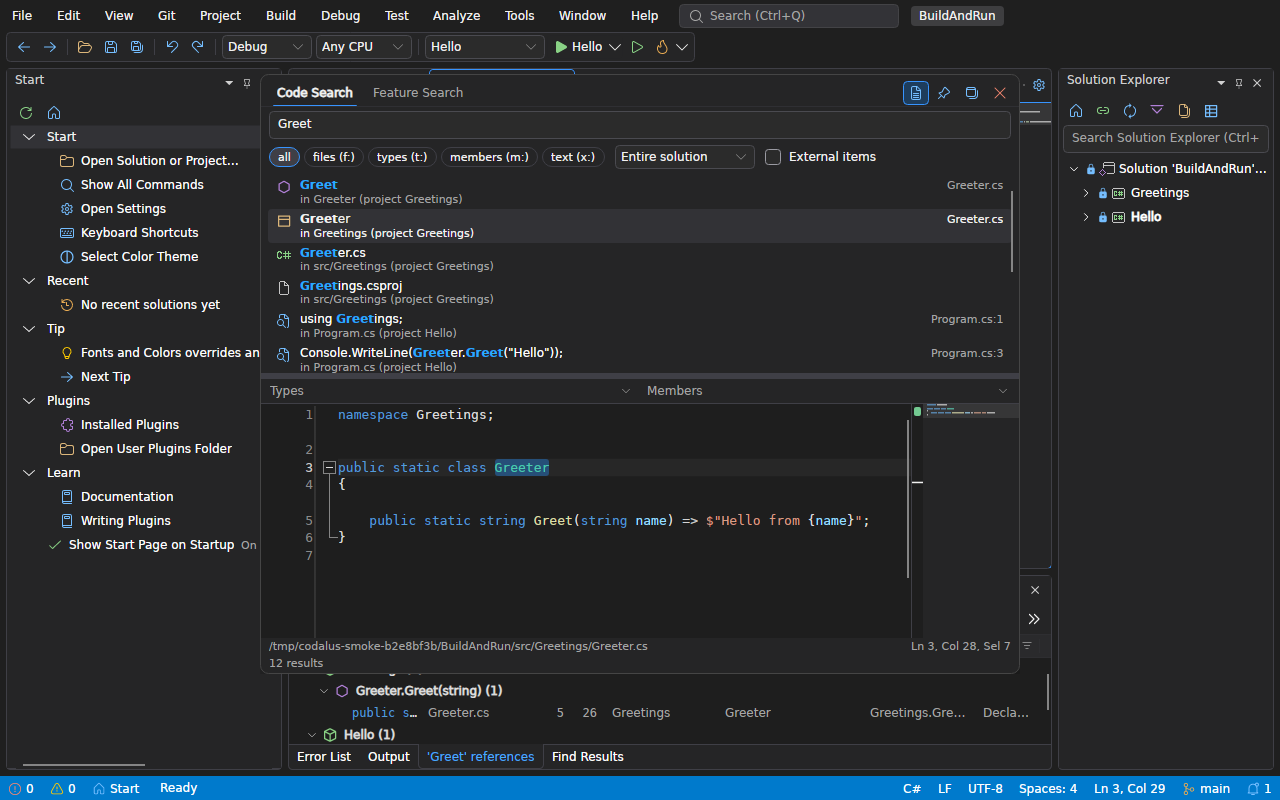 File Edit View Git Project Build Debug Test Analyze Tools Window Help Search (Ctrl+Q) BuildAndRun
Debug Any CPU Hello Hello
Start
Start
Open Solution or Project...
Show All Commands
Open Settings
Keyboard Shortcuts
Select Color Theme
Recent
No recent solutions yet
Tip
Fonts and Colors overrides an
Next Tip
Plugins
Installed Plugins
Open User Plugins Folder
Learn
Documentation
Writing Plugins
Show Start Page on Startup On
Code Search Feature Search
Greet
all files (f:) types (t:) members (m:) text (x:) Entire solution External items
Greet Greeter.cs
in Greeter (project Greetings)
Greeter Greeter.cs
in Greetings (project Greetings)
C# Greeter.cs
in src/Greetings (project Greetings)
Greetings.csproj
in src/Greetings (project Greetings)
using Greetings; Program.cs:1
in Program.cs (project Hello)
Console.WriteLine(Greeter.Greet("Hello")); Program.cs:3
in Program.cs (project Hello)
Types Members
1 namespace Greetings;
2
3 public static class Greeter
4 {
5 public static string Greet(string name) => $"Hello from {name}";
6 }
7
/tmp/codalus-smoke-b2e8bf3b/BuildAndRun/src/Greetings/Greeter.cs Ln 3, Col 28, Sel 7
12 results
Greeter.Greet(string) (1)
public s... Greeter.cs 5 26 Greetings Greeter Greetings.Gre... Decla...
Hello (1)
Error List Output 'Greet' references Find Results
Solution Explorer
Search Solution Explorer (Ctrl+
Solution 'BuildAndRun'...
C# Greetings
C# Hello
0 0 Start Ready C# LF UTF-8 Spaces: 4 Ln 3, Col 29 main 1